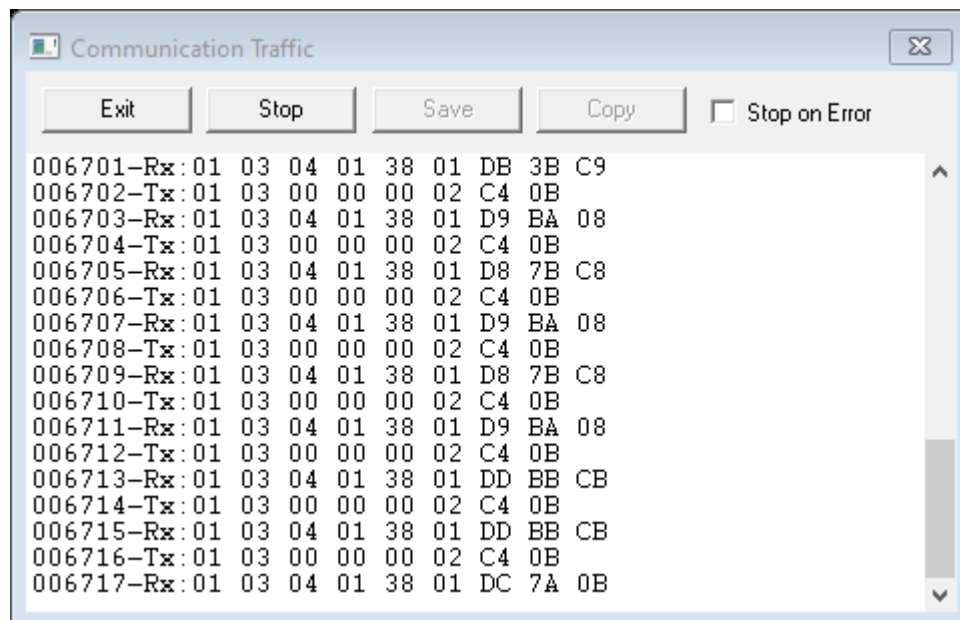 Communication Traffic
Exit Stop Save Copy Stop on Error
006701-Rx:01 03 04 01 38 01 DB 3B C9
006702-Tx:01 03 00 00 00 02 C4 0B
006703-Rx:01 03 04 01 38 01 D9 BA 08
006704-Tx:01 03 00 00 00 02 C4 0B
006705-Rx:01 03 04 01 38 01 D8 7B C8
006706-Tx:01 03 00 00 00 02 C4 0B
006707-Rx:01 03 04 01 38 01 D9 BA 08
006708-Tx:01 03 00 00 00 02 C4 0B
006709-Rx:01 03 04 01 38 01 D8 7B C8
006710-Tx:01 03 00 00 00 02 C4 0B
006711-Rx:01 03 04 01 38 01 D9 BA 08
006712-Tx:01 03 00 00 00 02 C4 0B
006713-Rx:01 03 04 01 38 01 DD BB CB
006714-Tx:01 03 00 00 00 02 C4 0B
006715-Rx:01 03 04 01 38 01 DD BB CB
006716-Tx:01 03 00 00 00 02 C4 0B
006717-Rx:01 03 04 01 38 01 DC 7A 0B